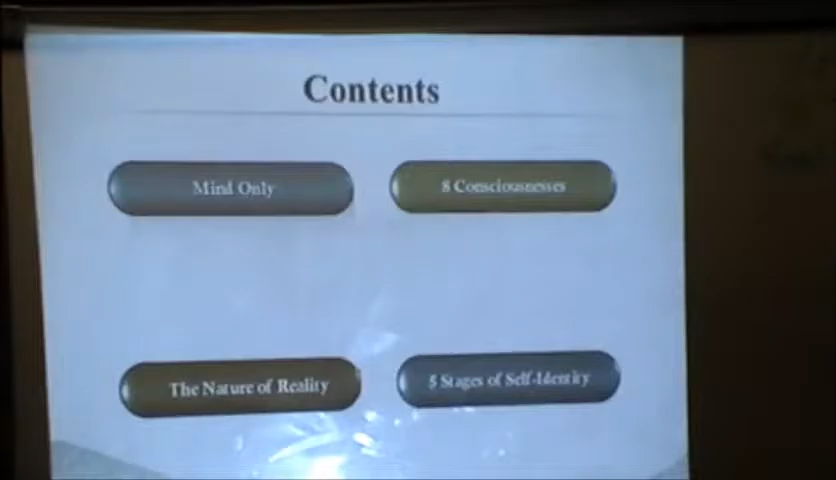 Contents
Mind Only
8 Consciousnesses
The Nature of Reality
5 Stages of Self-Identity